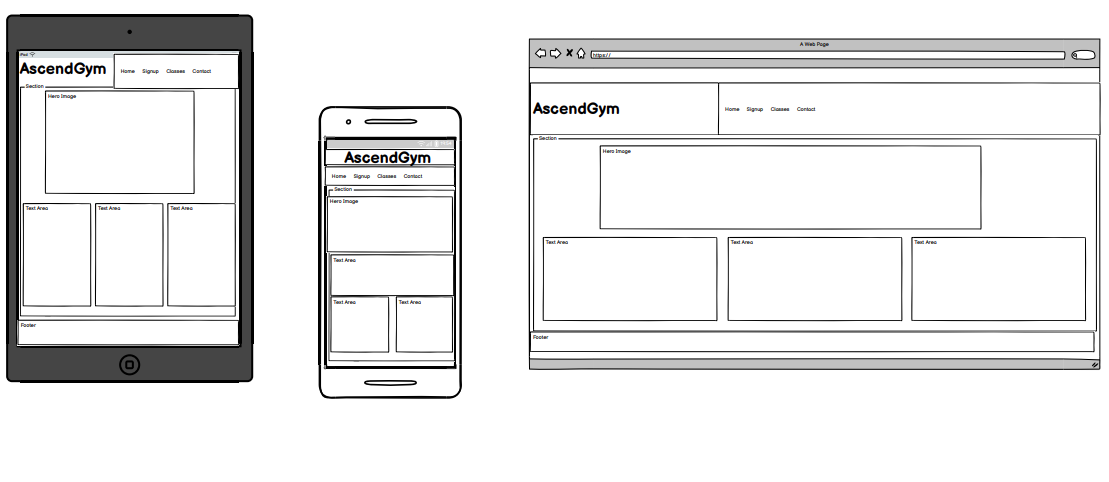 iPad
AscendGym
Home Signup Classes Contact
Section
Hero Image
Text Area Text Area Text Area
Footer
AscendGym
Home Signup Classes Contact
Section
Hero Image
Text Area
Text Area Text Area
A Web Page
https://
AscendGym
Home Signup Classes Contact
Section
Hero Image
Text Area Text Area Text Area
Footer